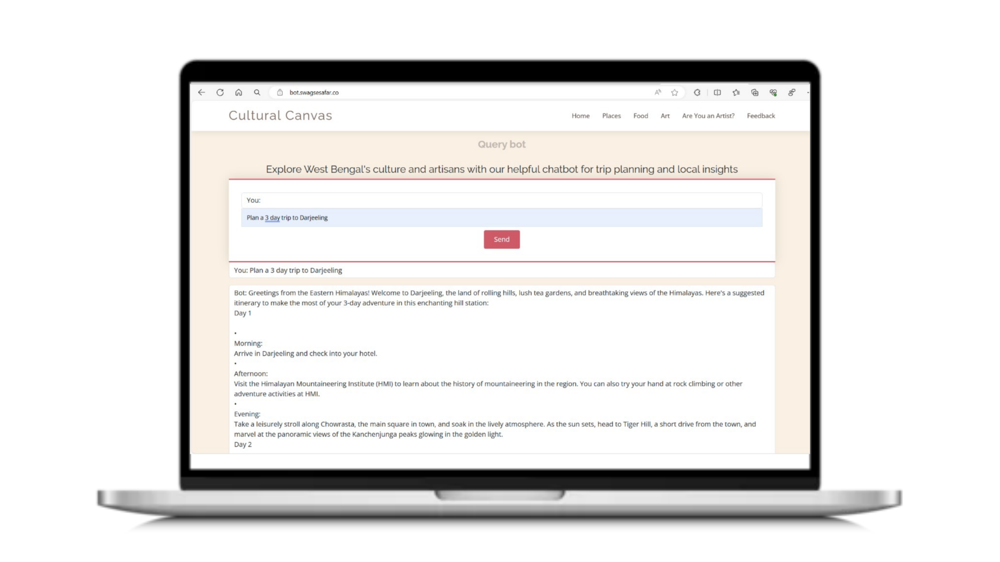 bot.swagsesafar.co
Cultural Canvas
Home Places Food Art Are You an Artist? Feedback
Query bot
Explore West Bengal's culture and artisans with our helpful chatbot for trip planning and local insights
You:
Plan a 3 day trip to Darjeeling
Send
You: Plan a 3 day trip to Darjeeling
Bot: Greetings from the Eastern Himalayas! Welcome to Darjeeling, the land of rolling hills, lush tea gardens, and breathtaking views of the Himalayas. Here's a suggested
itinerary to make the most of your 3-day adventure in this enchanting hill station:
Day 1
•
Morning:
Arrive in Darjeeling and check into your hotel.
•
Afternoon:
Visit the Himalayan Mountaineering Institute (HMI) to learn about the history of mountaineering in the region. You can also try your hand at rock climbing or other
adventure activities at HMI.
•
Evening:
Take a leisurely stroll along Chowrasta, the main square in town, and soak in the lively atmosphere. As the sun sets, head to Tiger Hill, a short drive from the town, and
marvel at the panoramic views of the Kanchenjunga peaks glowing in the golden light.
Day 2